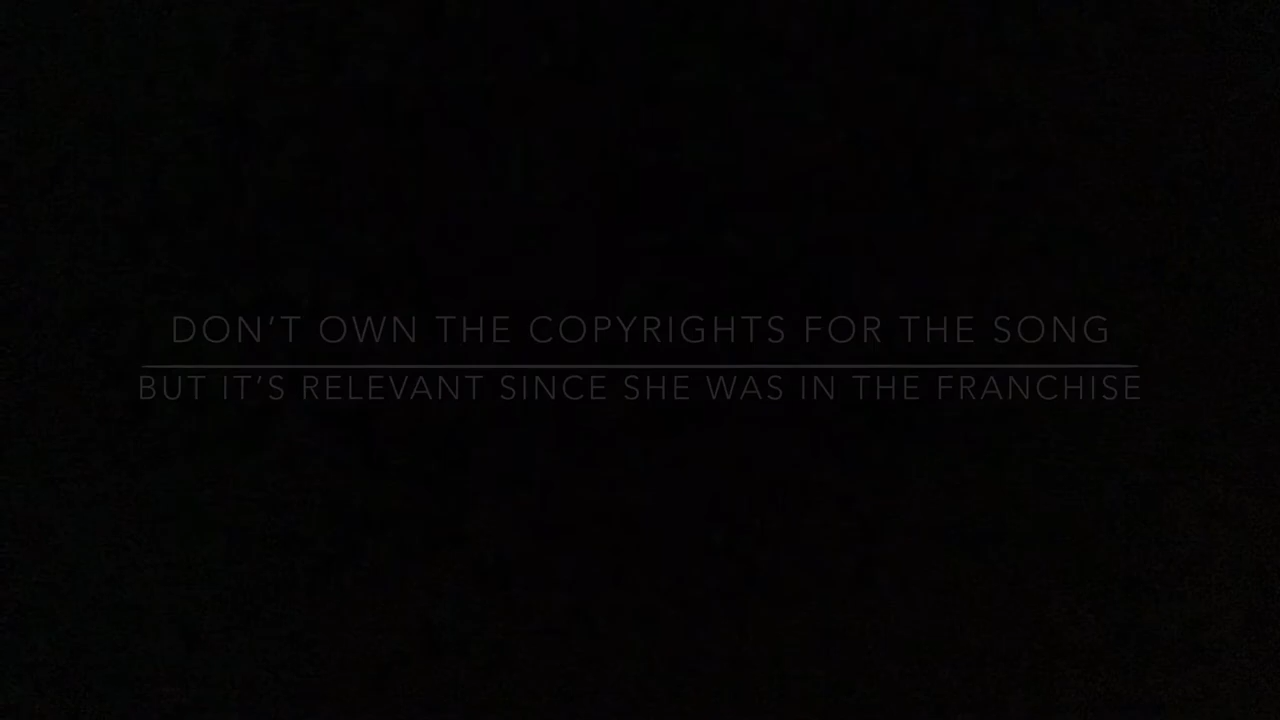 DON’T OWN THE COPYRIGHTS FOR THE SONG
BUT IT’S RELEVANT SINCE SHE WAS IN THE FRANCHISE